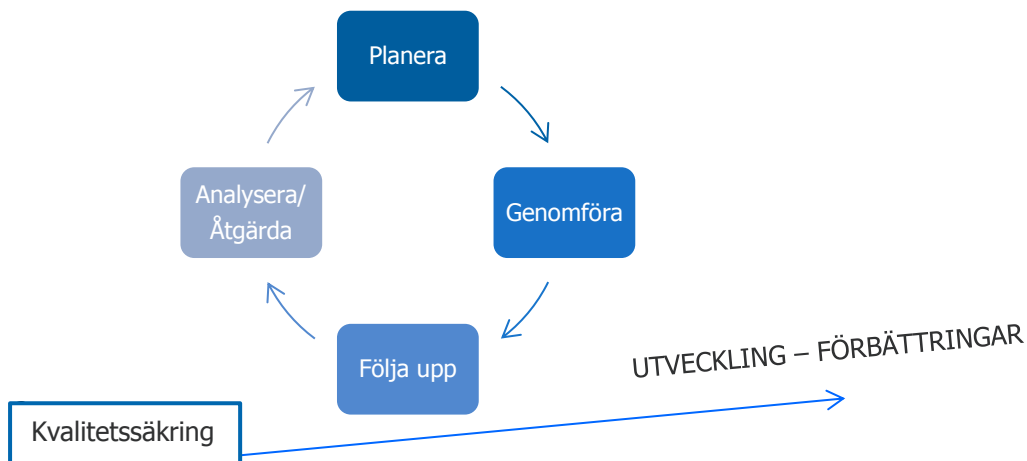 Planera
Genomföra
Följa upp
Analysera/
Åtgärda
UTVECKLING – FÖRBÄTTRINGAR
Kvalitetssäkring